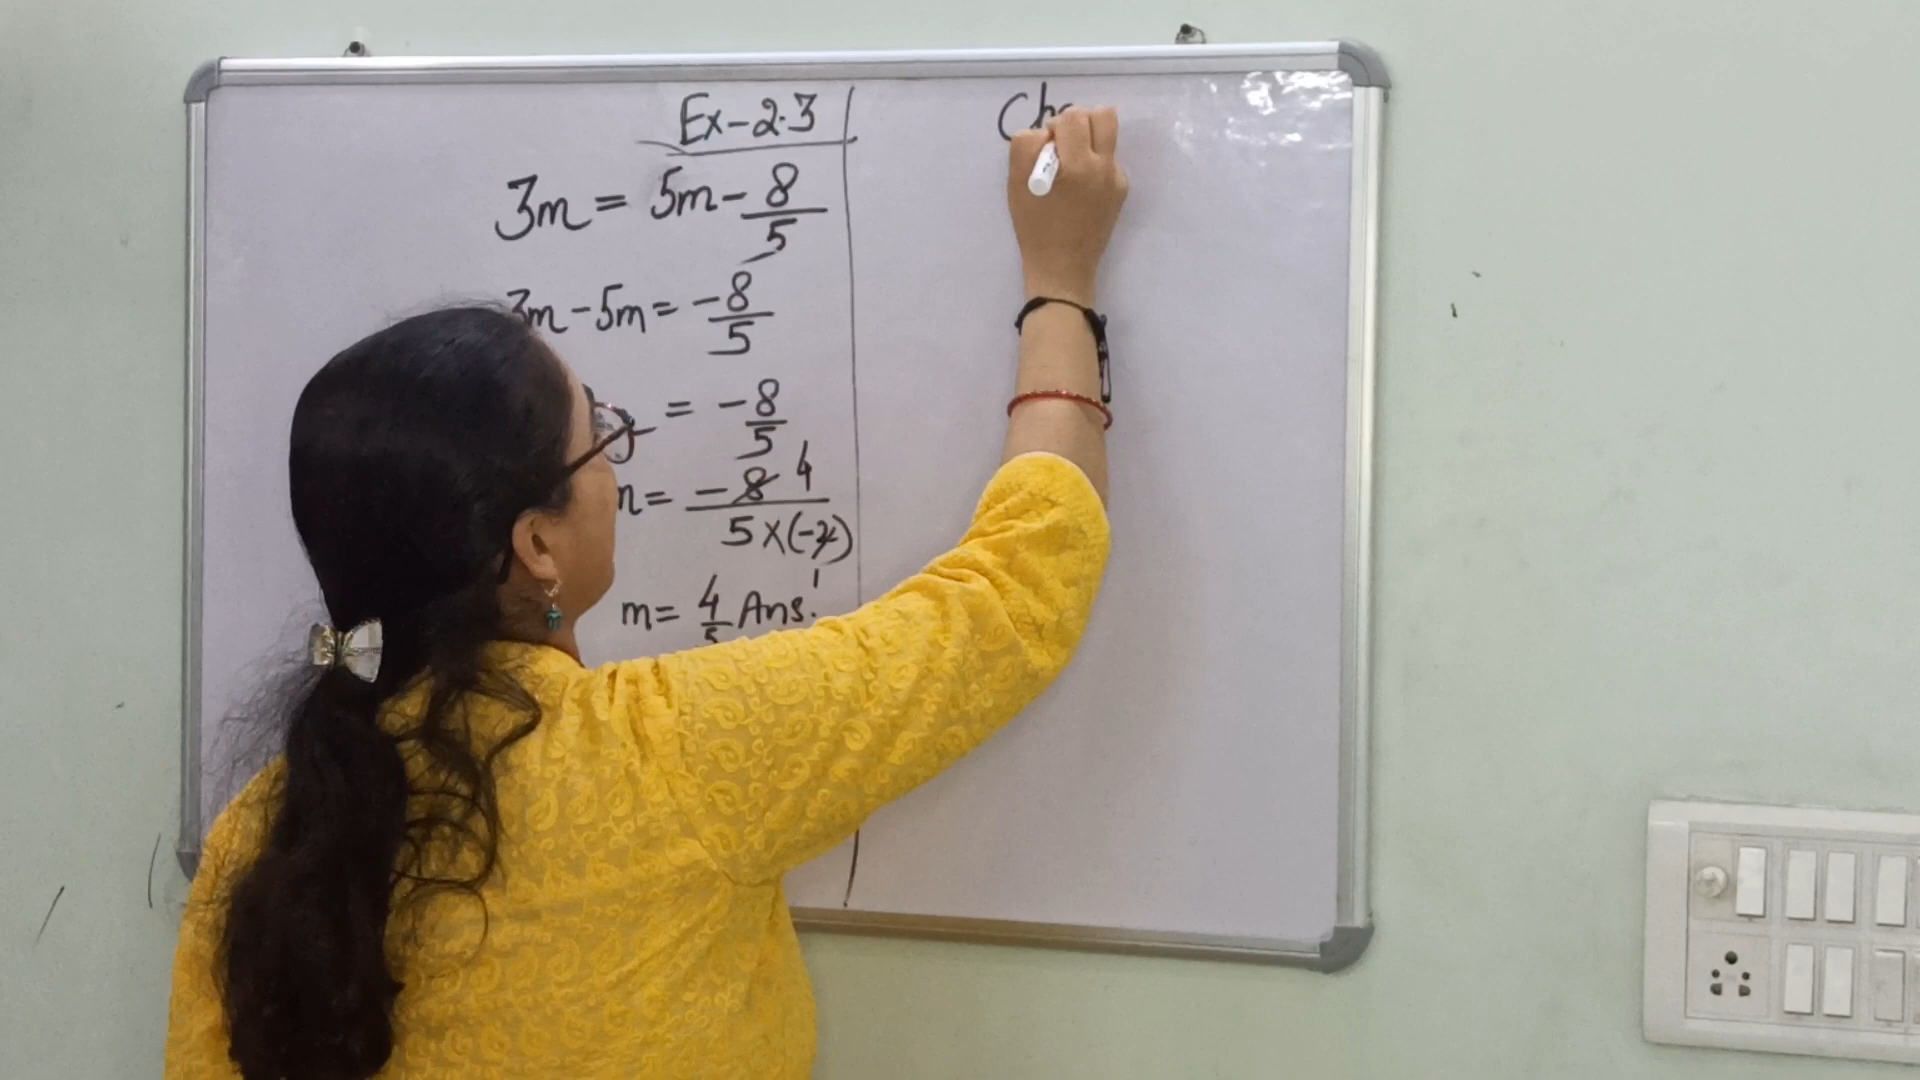 Ex-2.3
3m = 5m - 8/5
3m - 5m = -8/5
= -8/5
m = -8 4 / 5 x (-2) 1
m = 4/5 Ans.
Che